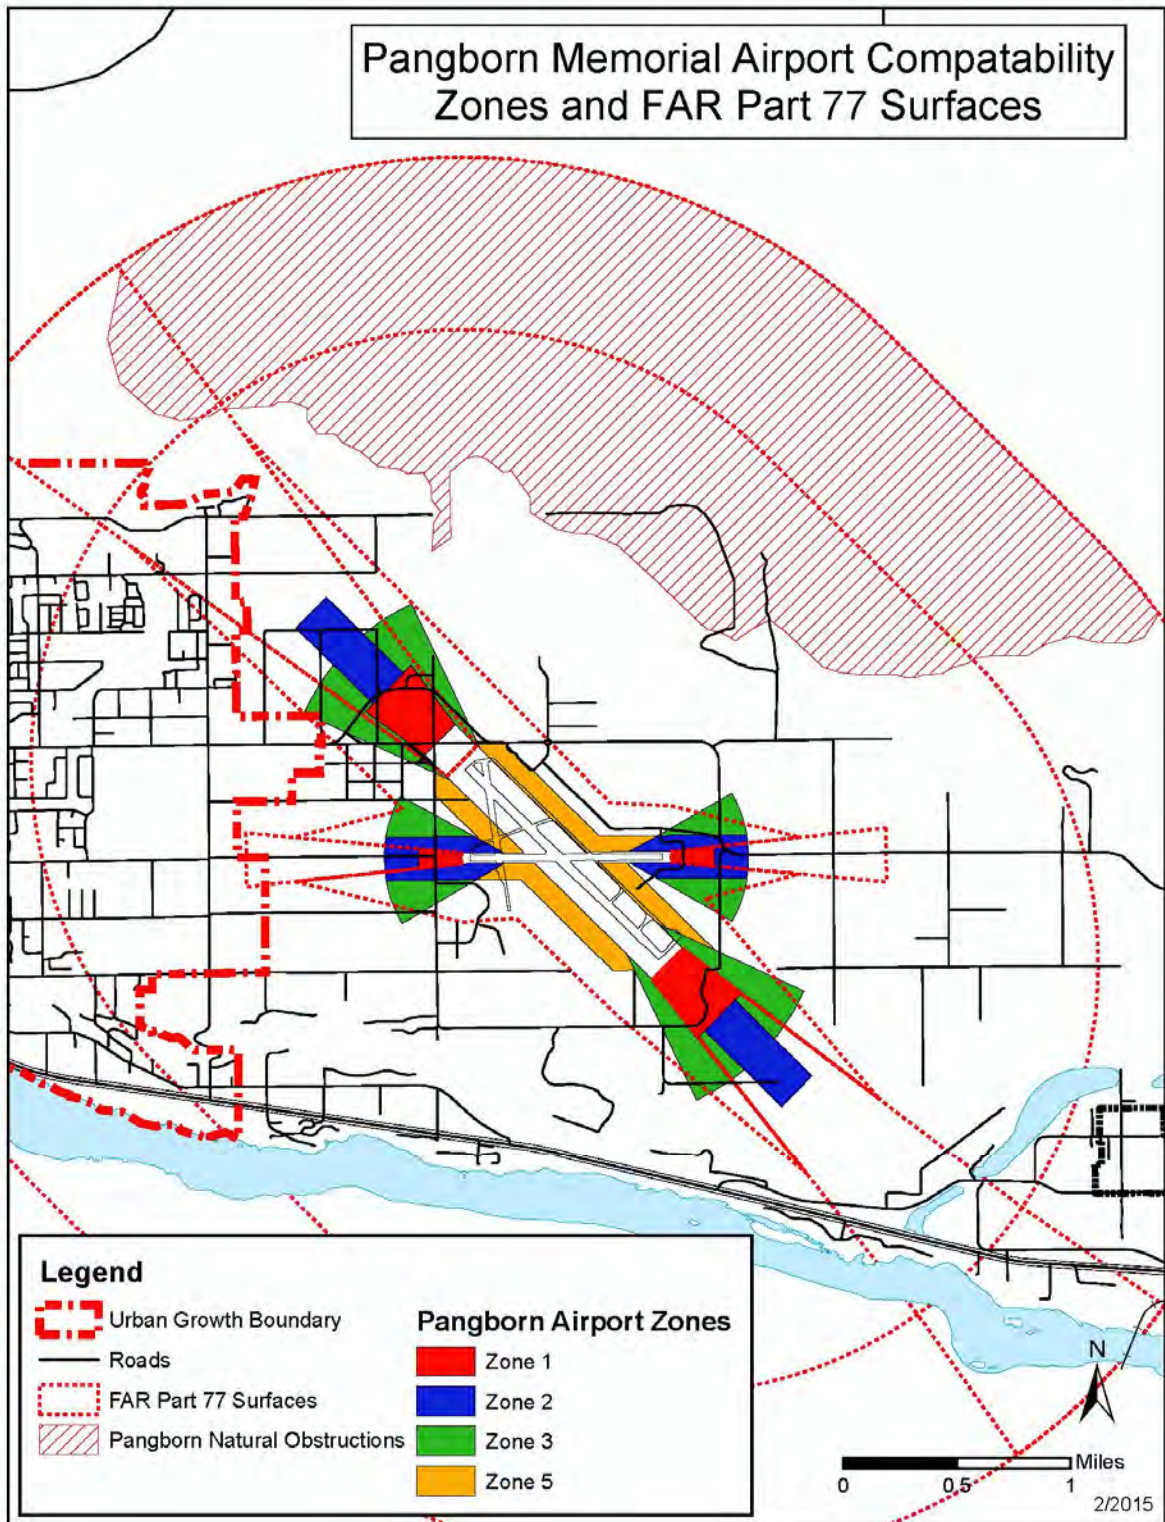 Pangborn Memorial Airport Compatability
Zones and FAR Part 77 Surfaces
Legend
Urban Growth Boundary
Roads
FAR Part 77 Surfaces
Pangborn Natural Obstructions
Pangborn Airport Zones
Zone 1
Zone 2
Zone 3
Zone 5
N
Miles
0 0.5 1
2/2015